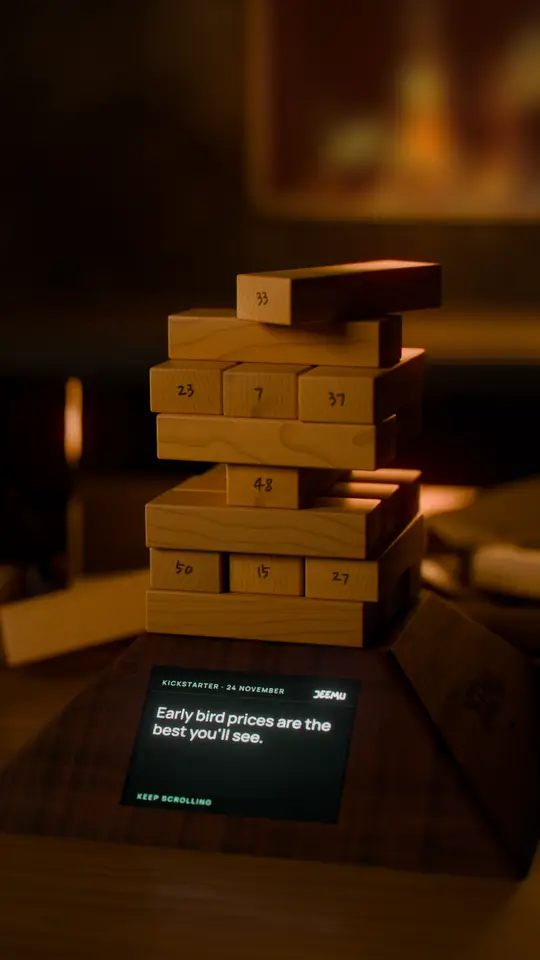 33
23 7 37
48
50 15 27
KICKSTARTER · 24 NOVEMBER JEEMU
Early bird prices are the
best you'll see.
KEEP SCROLLING